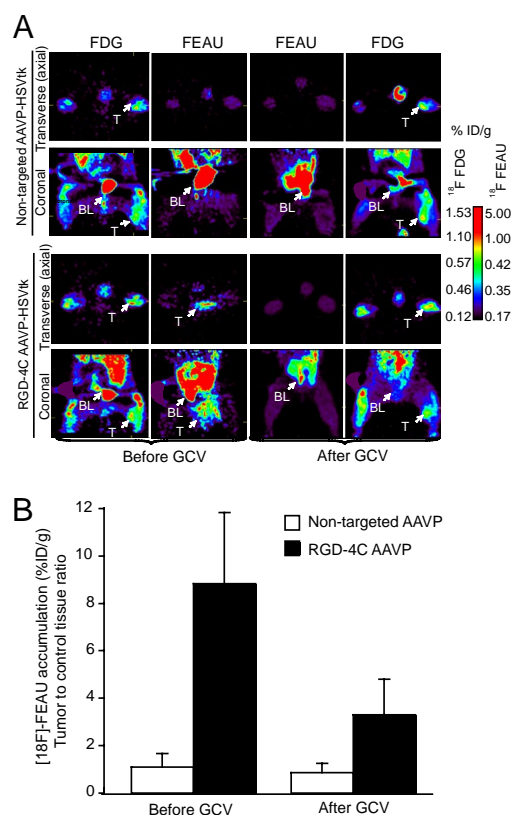 A
FDG FEAU FEAU FDG
Non-targeted AAVP-HSVtk
Transverse (axial)
T
T
Coronal
BL
T
BL
BL
BL
T
RGD-4C AAVP-HSVtk
Transverse (axial)
T
T
T
Coronal
BL
T
BL
T
BL
BL
T
Before GCV After GCV
% ID/g
18F FDG 18F FEAU
1.53 5.00
1.10 1.00
0.57 0.42
0.46 0.35
0.12 0.17
B
[18F]-FEAU accumulation (%ID/g)
Tumor to control tissue ratio
12
10
8
6
4
2
0
Non-targeted AAVP
RGD-4C AAVP
Before GCV After GCV